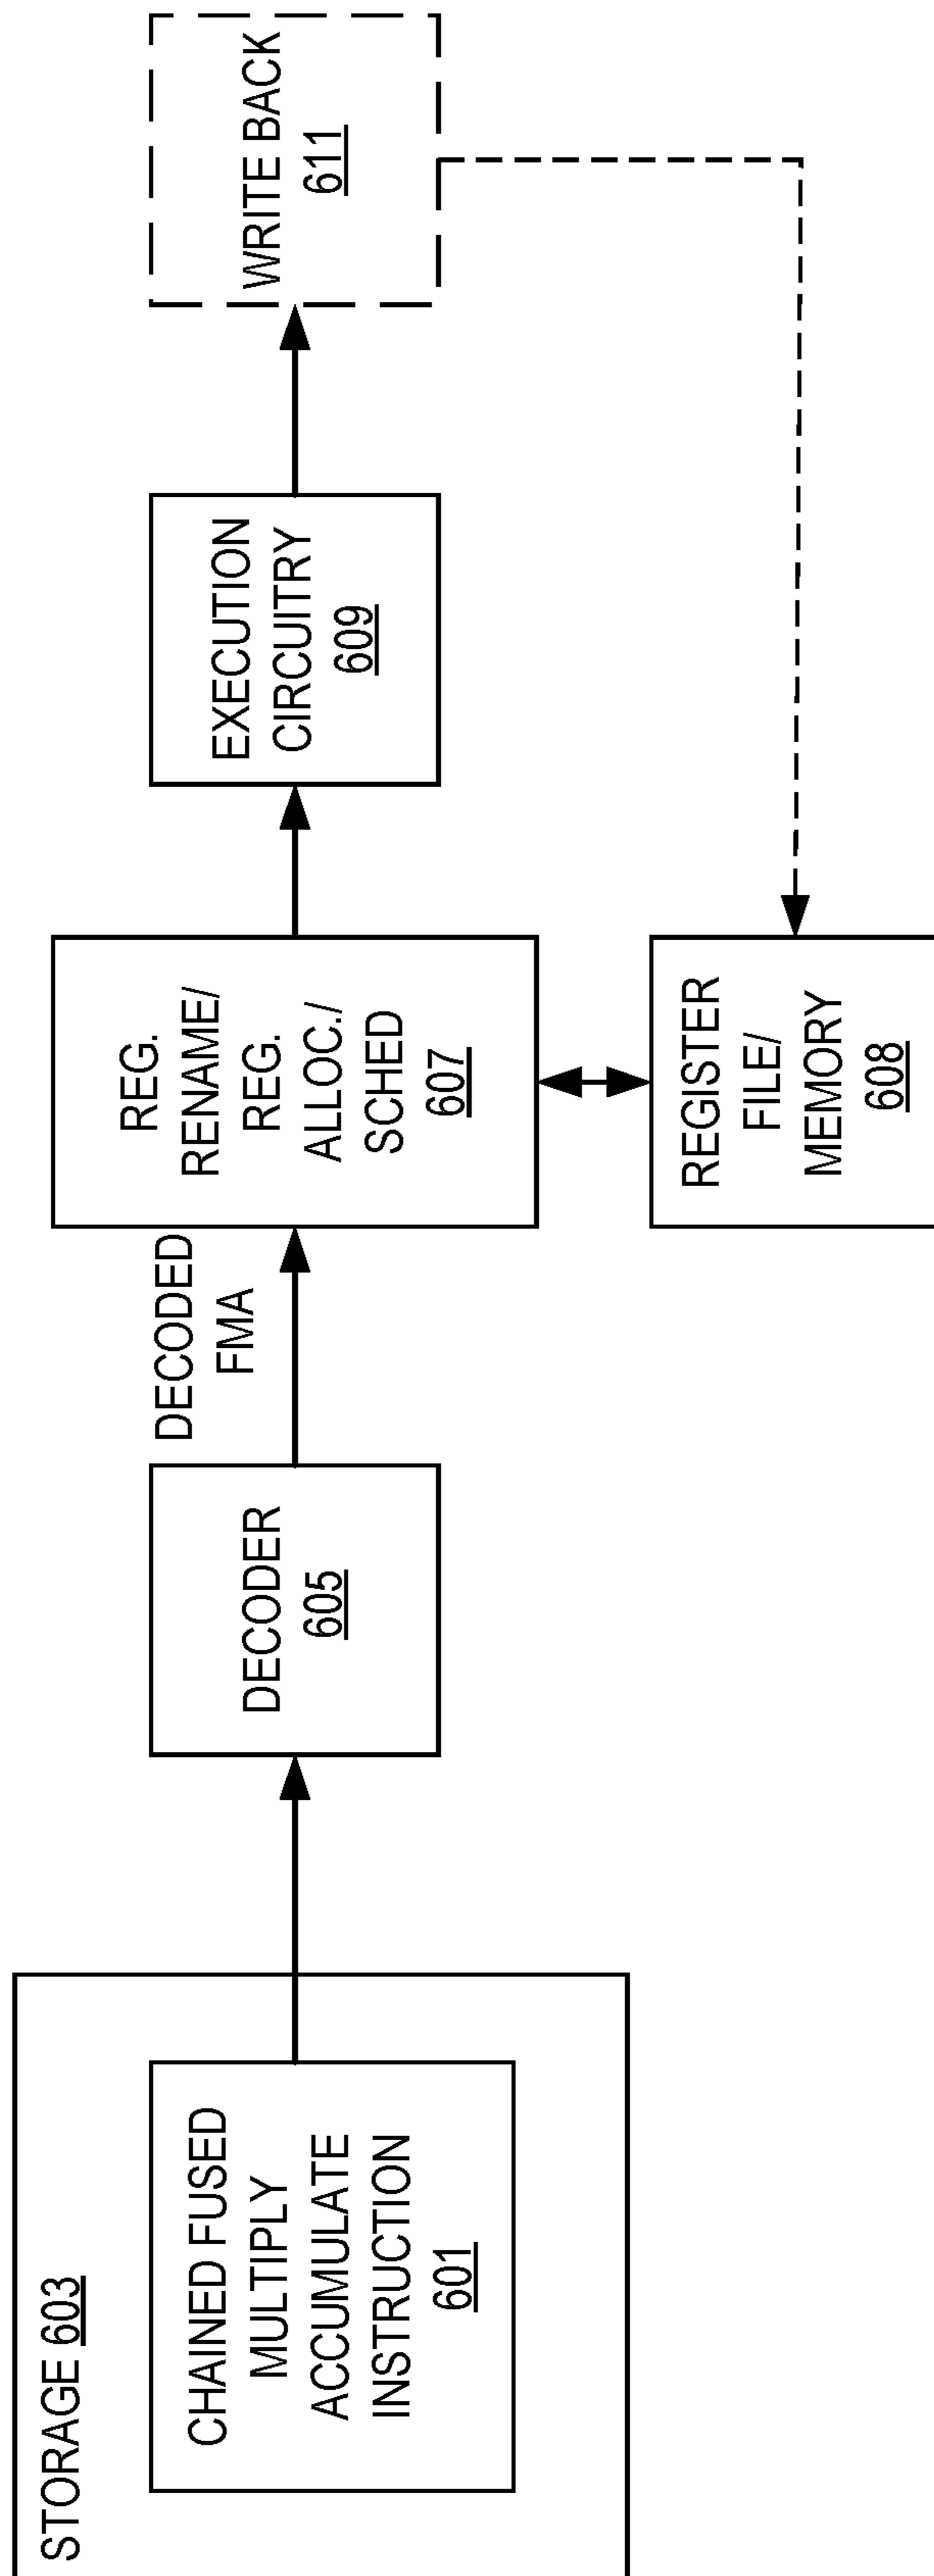 STORAGE 603
CHAINED FUSED
MULTIPLY
ACCUMULATE
INSTRUCTION
601
DECODER
605
DECODED
FMA
REG.
RENAME/
REG.
ALLOC./
SCHED
607
REGISTER
FILE/
MEMORY
608
EXECUTION
CIRCUITRY
609
WRITE BACK
611